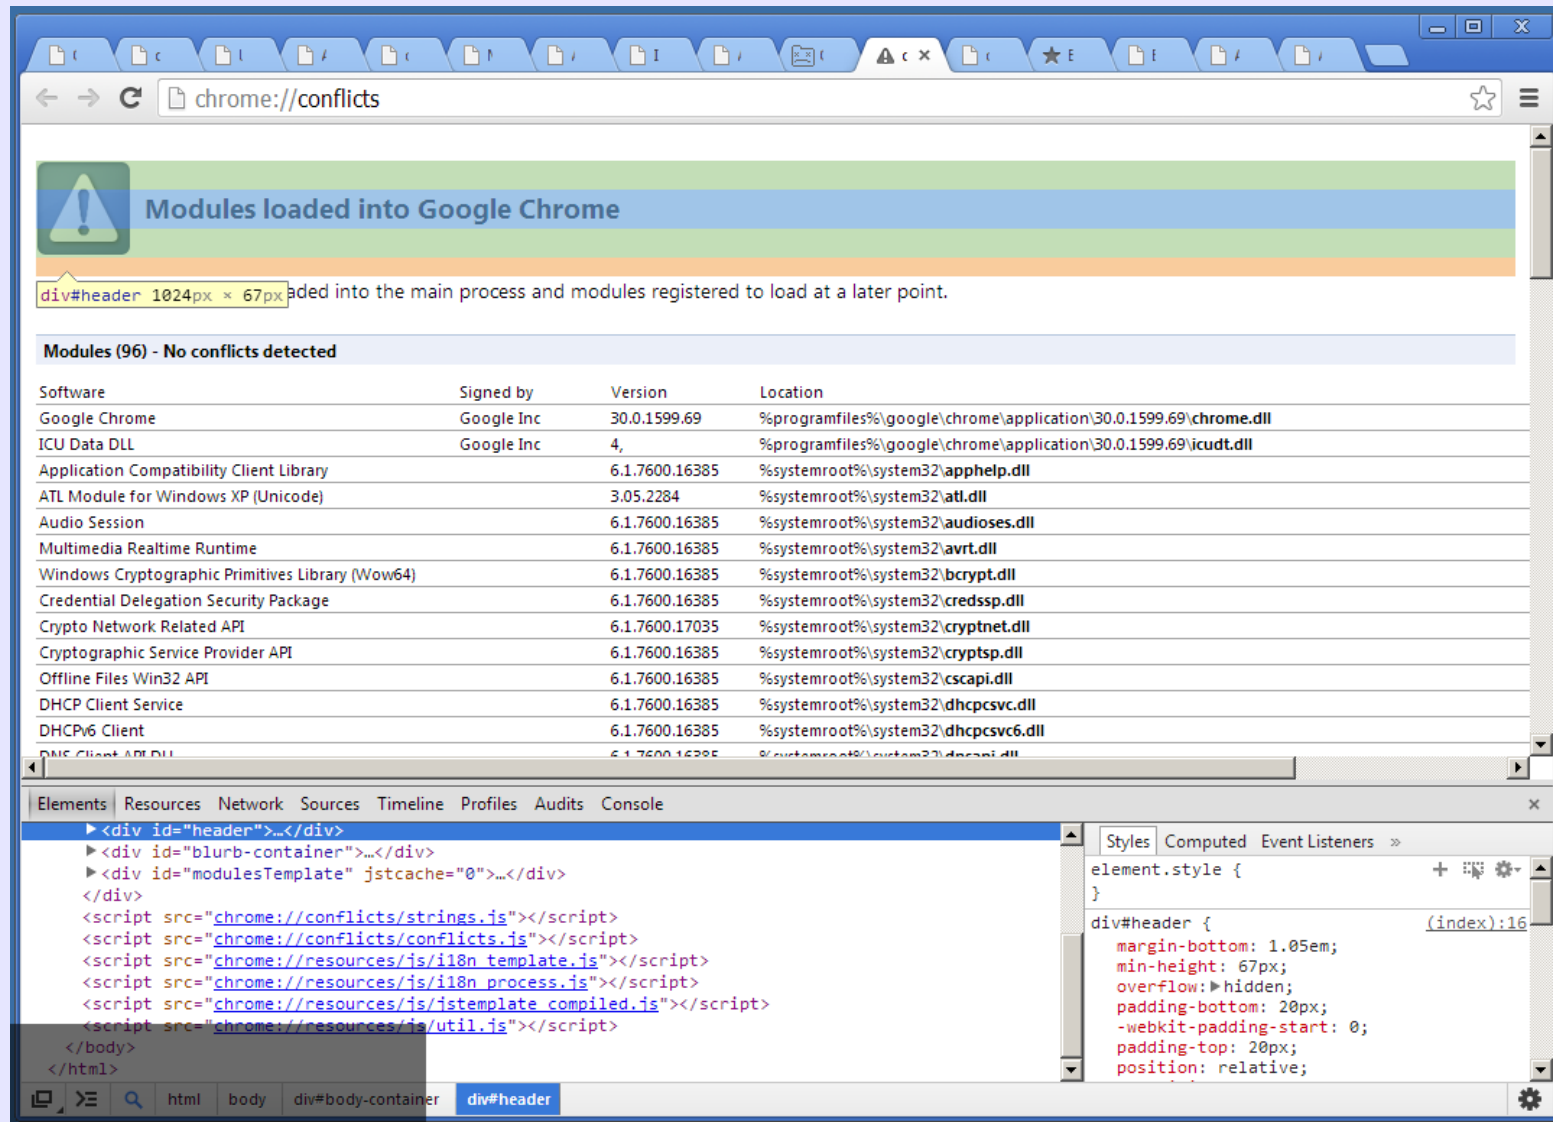 chrome://conflicts
Modules loaded into Google Chrome
div#header 1024px × 67px
aded into the main process and modules registered to load at a later point.
Modules (96) - No conflicts detected
Software Signed by Version Location
Google Chrome Google Inc 30.0.1599.69 %programfiles%\google\chrome\application\30.0.1599.69\chrome.dll
ICU Data DLL Google Inc 4, %programfiles%\google\chrome\application\30.0.1599.69\icudt.dll
Application Compatibility Client Library 6.1.7600.16385 %systemroot%\system32\apphelp.dll
ATL Module for Windows XP (Unicode) 3.05.2284 %systemroot%\system32\atl.dll
Audio Session 6.1.7600.16385 %systemroot%\system32\audioses.dll
Multimedia Realtime Runtime 6.1.7600.16385 %systemroot%\system32\avrt.dll
Windows Cryptographic Primitives Library (Wow64) 6.1.7600.16385 %systemroot%\system32\bcrypt.dll
Credential Delegation Security Package 6.1.7600.16385 %systemroot%\system32\credssp.dll
Crypto Network Related API 6.1.7600.17035 %systemroot%\system32\cryptnet.dll
Cryptographic Service Provider API 6.1.7600.16385 %systemroot%\system32\cryptsp.dll
Offline Files Win32 API 6.1.7600.16385 %systemroot%\system32\cscapi.dll
DHCP Client Service 6.1.7600.16385 %systemroot%\system32\dhcpcsvc.dll
DHCPv6 Client 6.1.7600.16385 %systemroot%\system32\dhcpcsvc6.dll
DNS Client API DLL 6.1.7600.16385 %systemroot%\system32\dnsapi.dll
Elements Resources Network Sources Timeline Profiles Audits Console
<div id="header">…</div>
<div id="blurb-container">…</div>
<div id="modulesTemplate" jstcache="0">…</div>
</div>
<script src="chrome://conflicts/strings.js"></script>
<script src="chrome://conflicts/conflicts.js"></script>
<script src="chrome://resources/js/i18n_template.js"></script>
<script src="chrome://resources/js/i18n_process.js"></script>
<script src="chrome://resources/js/jstemplate_compiled.js"></script>
<script src="chrome://resources/js/util.js"></script>
</body>
</html>
html body div#body-container div#header
Styles Computed Event Listeners »
element.style {
}
div#header { (index):16
margin-bottom: 1.05em;
min-height: 67px;
overflow: hidden;
padding-bottom: 20px;
-webkit-padding-start: 0;
padding-top: 20px;
position: relative;